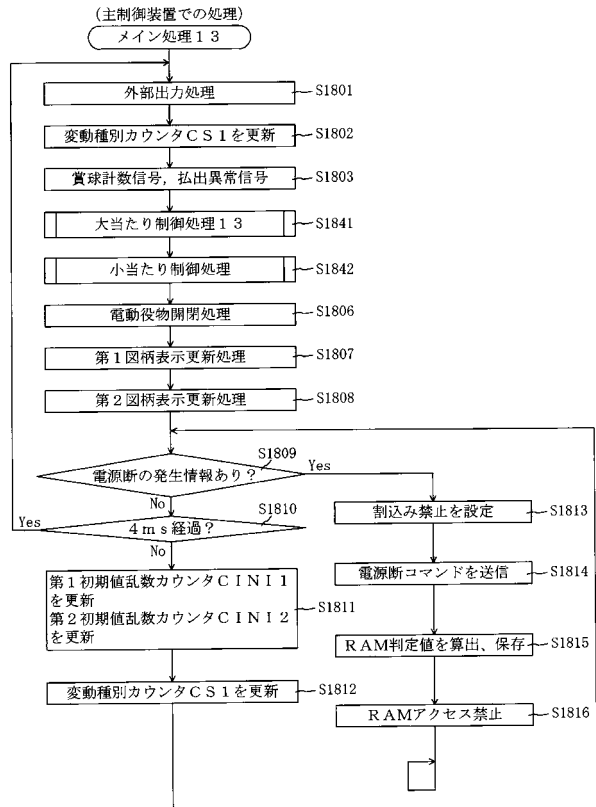 (主制御装置での処理)
メイン処理13
外部出力処理
S1801
変動種別カウンタCS1を更新
S1802
賞球計数信号，払出異常信号
S1803
大当たり制御処理13
S1841
小当たり制御処理
S1842
電動役物開閉処理
S1806
第1図柄表示更新処理
S1807
第2図柄表示更新処理
S1808
S1809
電源断の発生情報あり？
Yes
No
S1810
Yes
4ms経過？
No
第1初期値乱数カウンタCINI1
を更新
第2初期値乱数カウンタCINI2
を更新
S1811
変動種別カウンタCS1を更新
S1812
割込み禁止を設定
S1813
電源断コマンドを送信
S1814
RAM判定値を算出、保存
S1815
RAMアクセス禁止
S1816